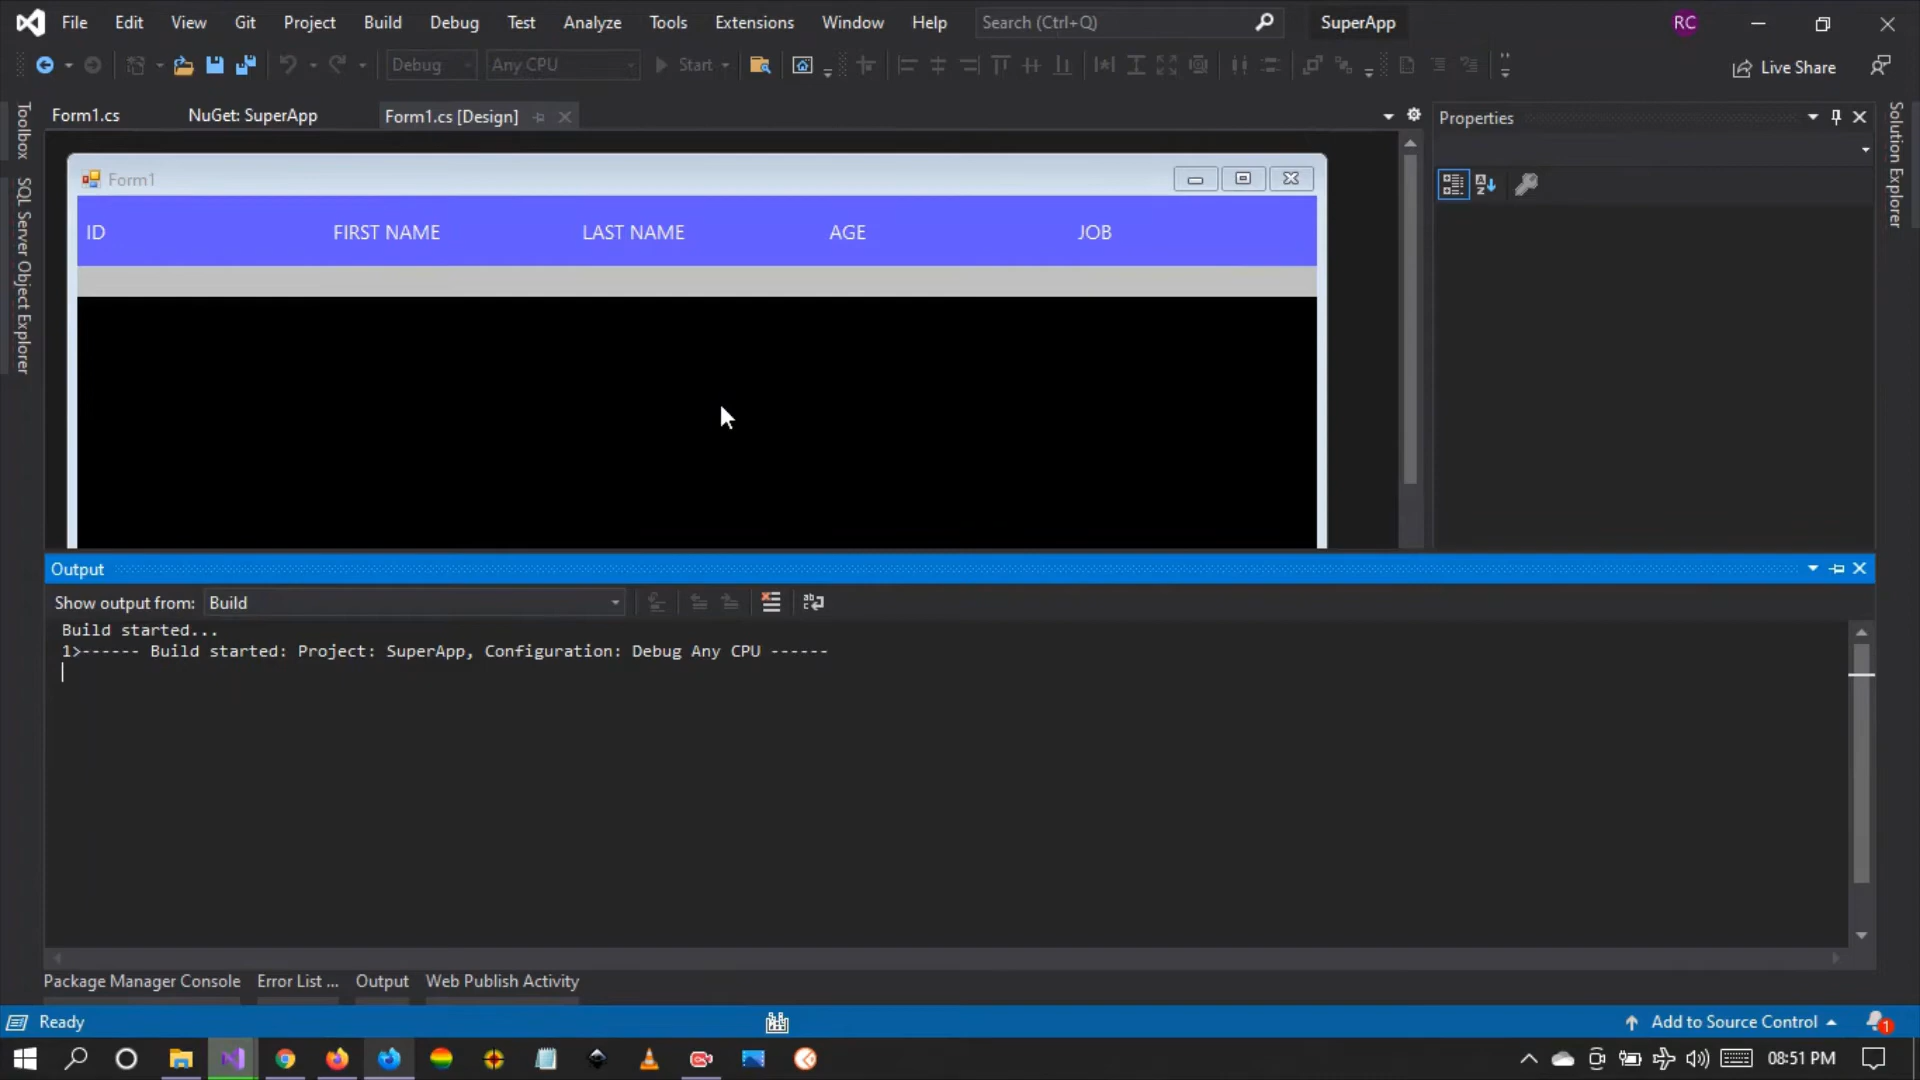 File Edit View Git Project Build Debug Test Analyze Tools Extensions Window Help Search (Ctrl+Q) SuperApp RC
Debug Any CPU Start Live Share
Form1.cs NuGet: SuperApp Form1.cs [Design] Properties
Toolbox
SQL Server Object Explorer
Solution Explorer
Form1
ID FIRST NAME LAST NAME AGE JOB
Output
Show output from: Build
Build started...
1>------ Build started: Project: SuperApp, Configuration: Debug Any CPU ------
Package Manager Console Error List ... Output Web Publish Activity
Ready Add to Source Control 1
08:51 PM